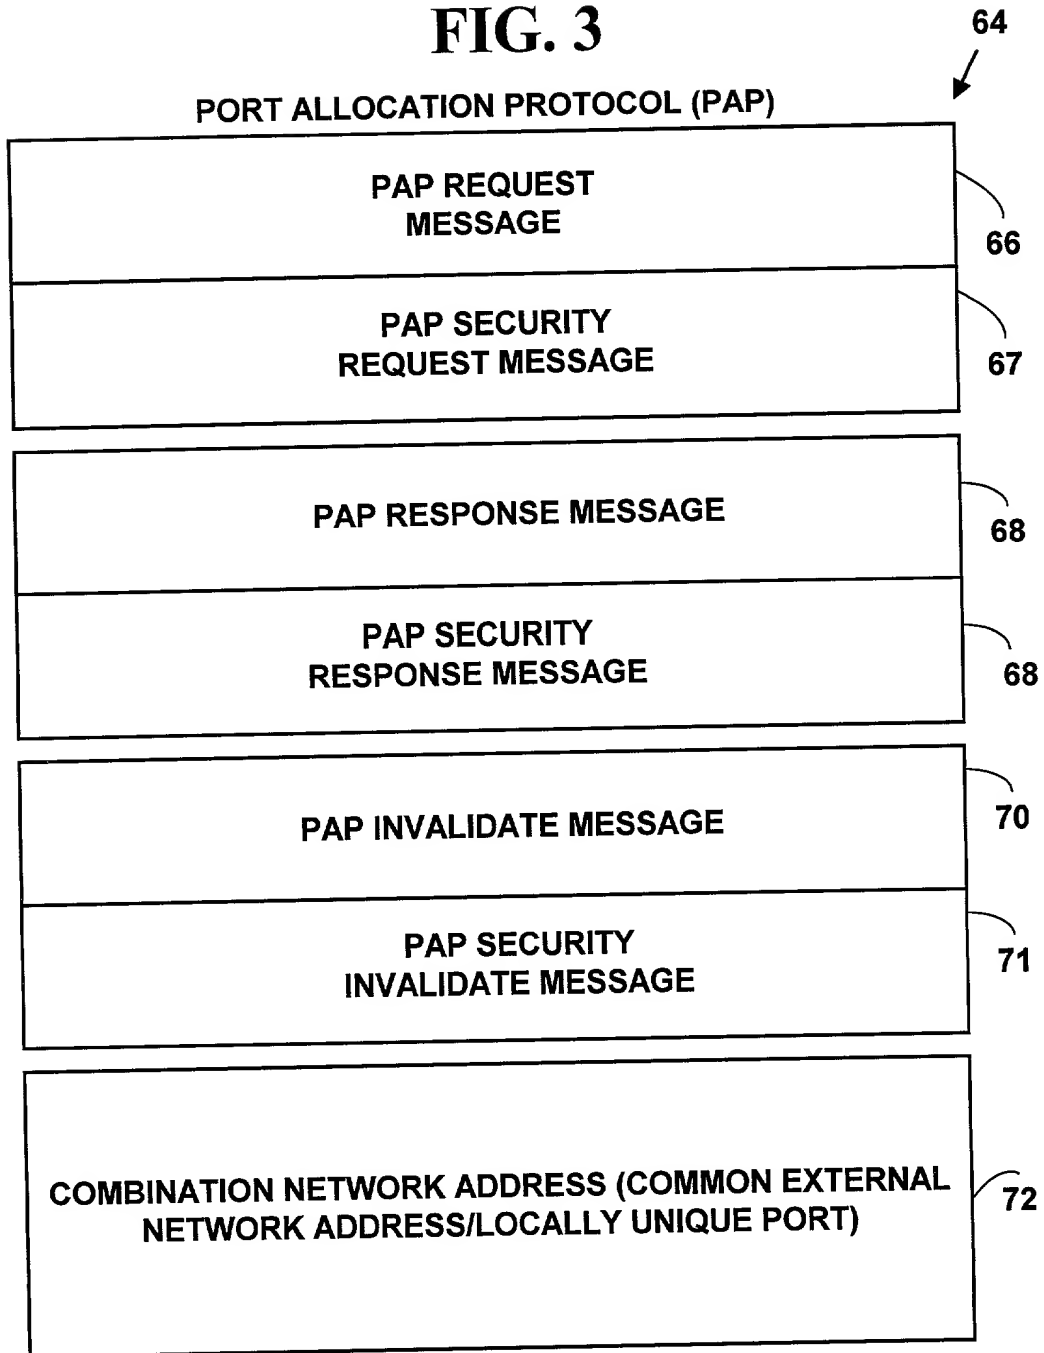 FIG. 3
64
PORT ALLOCATION PROTOCOL (PAP)
PAP REQUEST
MESSAGE
66
PAP SECURITY
REQUEST MESSAGE
67
PAP RESPONSE MESSAGE
68
PAP SECURITY
RESPONSE MESSAGE
68
PAP INVALIDATE MESSAGE
70
PAP SECURITY
INVALIDATE MESSAGE
71
COMBINATION NETWORK ADDRESS (COMMON EXTERNAL
NETWORK ADDRESS/LOCALLY UNIQUE PORT)
72